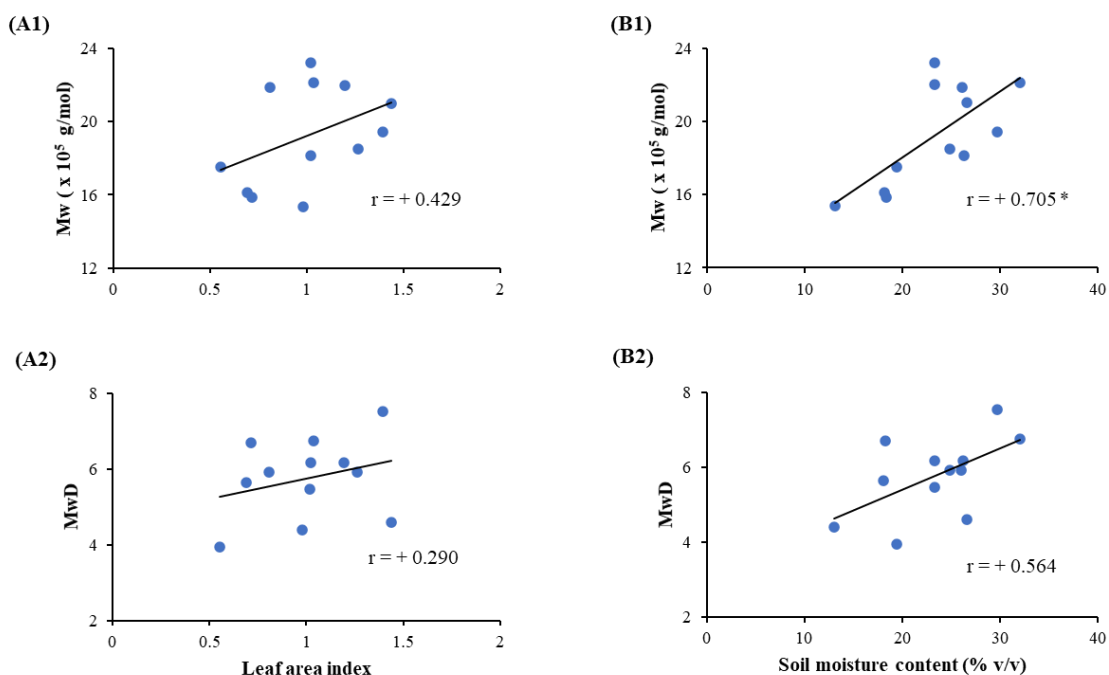 (A1)
24
20
16
12
Mw ( x 10⁵ g/mol)
r = + 0.429
0 0.5 1 1.5 2
(B1)
24
20
16
12
Mw ( x 10⁵ g/mol)
r = + 0.705 *
0 10 20 30 40
(A2)
8
6
4
2
MwD
r = + 0.290
0 0.5 1 1.5 2
Leaf area index
(B2)
8
6
4
2
MwD
r = + 0.564
0 10 20 30 40
Soil moisture content (% v/v)